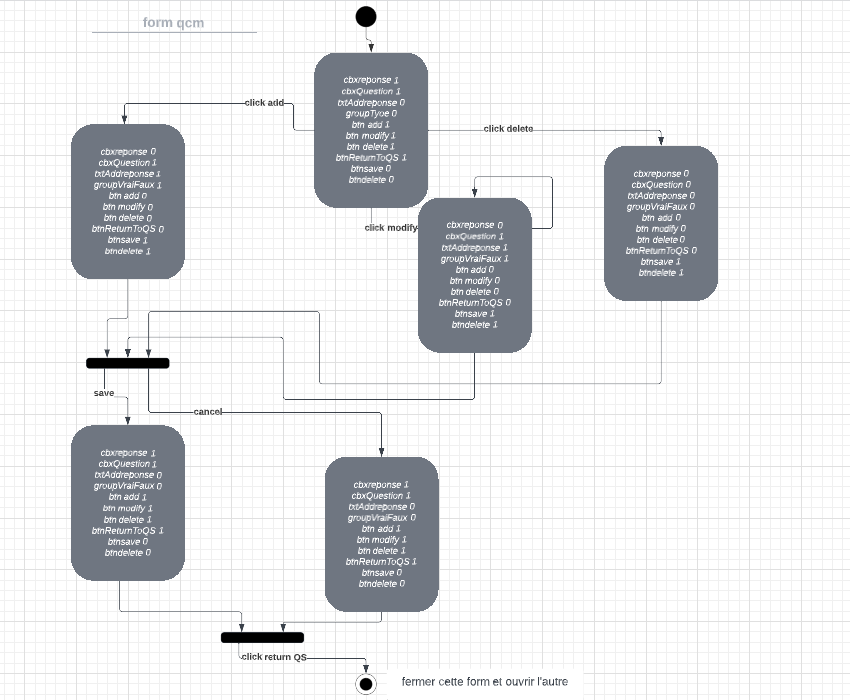 form qcm
cbxreponse 1
cbxQuestion 1
txtAddreponse 0
groupType 0
btn add 1
btn modify 1
btn delete 1
btnReturnToQS 1
btnsave 0
btndelete 0
click add
click delete
click modify
cbxreponse 0
cbxQuestion 1
txtAddreponse 1
groupVraiFaux 1
btn add 0
btn modify 0
btn delete 0
btnReturnToQS 0
btnsave 1
btndelete 1
cbxreponse 0
cbxQuestion 1
txtAddreponse 1
groupVraiFaux 1
btn add 0
btn modify 0
btn delete 0
btnReturnToQS 0
btnsave 1
btndelete 1
cbxreponse 0
cbxQuestion 0
txtAddreponse 0
groupVraiFaux 0
btn add 0
btn modify 0
btn delete 0
btnReturnToQS 0
btnsave 1
btndelete 1
save
cancel
cbxreponse 1
cbxQuestion 1
txtAddreponse 0
groupVraiFaux 0
btn add 1
btn modify 1
btn delete 1
btnReturnToQS 1
btnsave 0
btndelete 0
cbxreponse 1
cbxQuestion 1
txtAddreponse 0
groupVraiFaux 0
btn add 1
btn modify 1
btn delete 1
btnReturnToQS 1
btnsave 0
btndelete 0
click return QS
fermer cette form et ouvrir l'autre